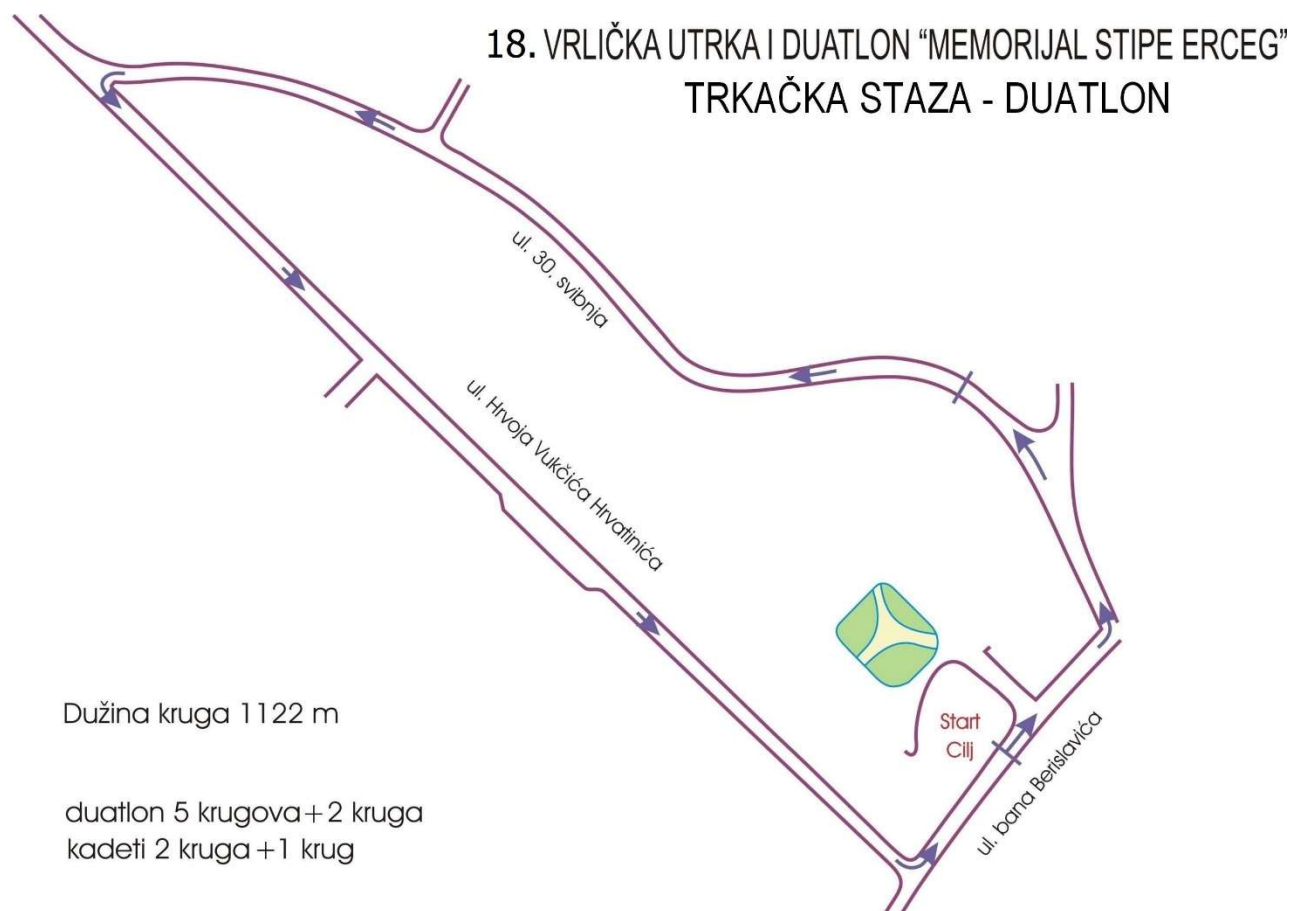 18. VRLIČKA UTRKA I DUATLON “MEMORIJAL STIPE ERCEG”
TRKAČKA STAZA - DUATLON
ul. 30. svibnja
ul. Hrvoja Vukčića Hrvatinića
Start
Cilj
ul. bana Berislavića
Dužina kruga 1122 m
duatlon 5 krugova+2 kruga
kadeti 2 kruga+1 krug